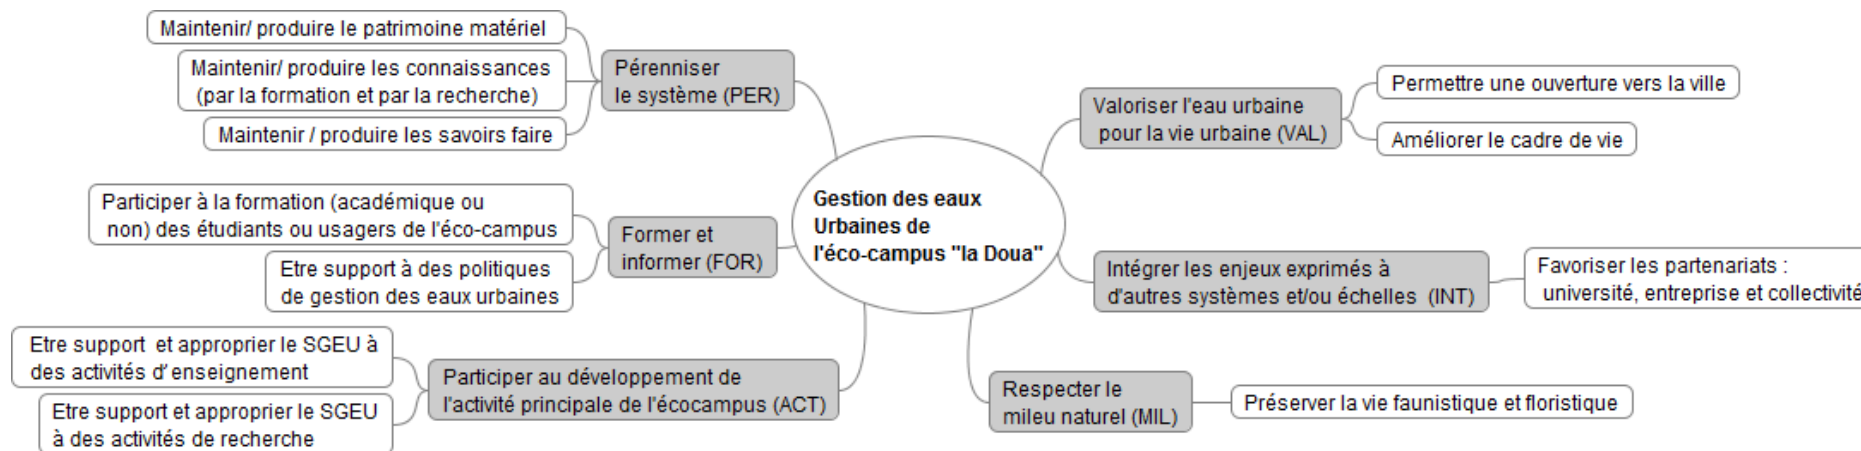 Maintenir/ produire le patrimoine matériel
Maintenir/ produire les connaissances
(par la formation et par la recherche)
Maintenir / produire les savoirs faire
Pérenniser
le système (PER)
Participer à la formation (académique ou
non) des étudiants ou usagers de l'éco-campus
Etre support à des politiques
de gestion des eaux urbaines
Former et
informer (FOR)
Etre support et approprier le SGEU à
des activités d'enseignement
Etre support et approprier le SGEU
à des activités de recherche
Participer au développement de
l'activité principale de l'écocampus (ACT)
Gestion des eaux
Urbaines de
l'éco-campus "la Doua"
Valoriser l'eau urbaine
pour la vie urbaine (VAL)
Permettre une ouverture vers la ville
Améliorer le cadre de vie
Intégrer les enjeux exprimés à
d'autres systèmes et/ou échelles (INT)
Favoriser les partenariats :
université, entreprise et collectivité
Respecter le
mileu naturel (MIL)
Préserver la vie faunistique et floristique